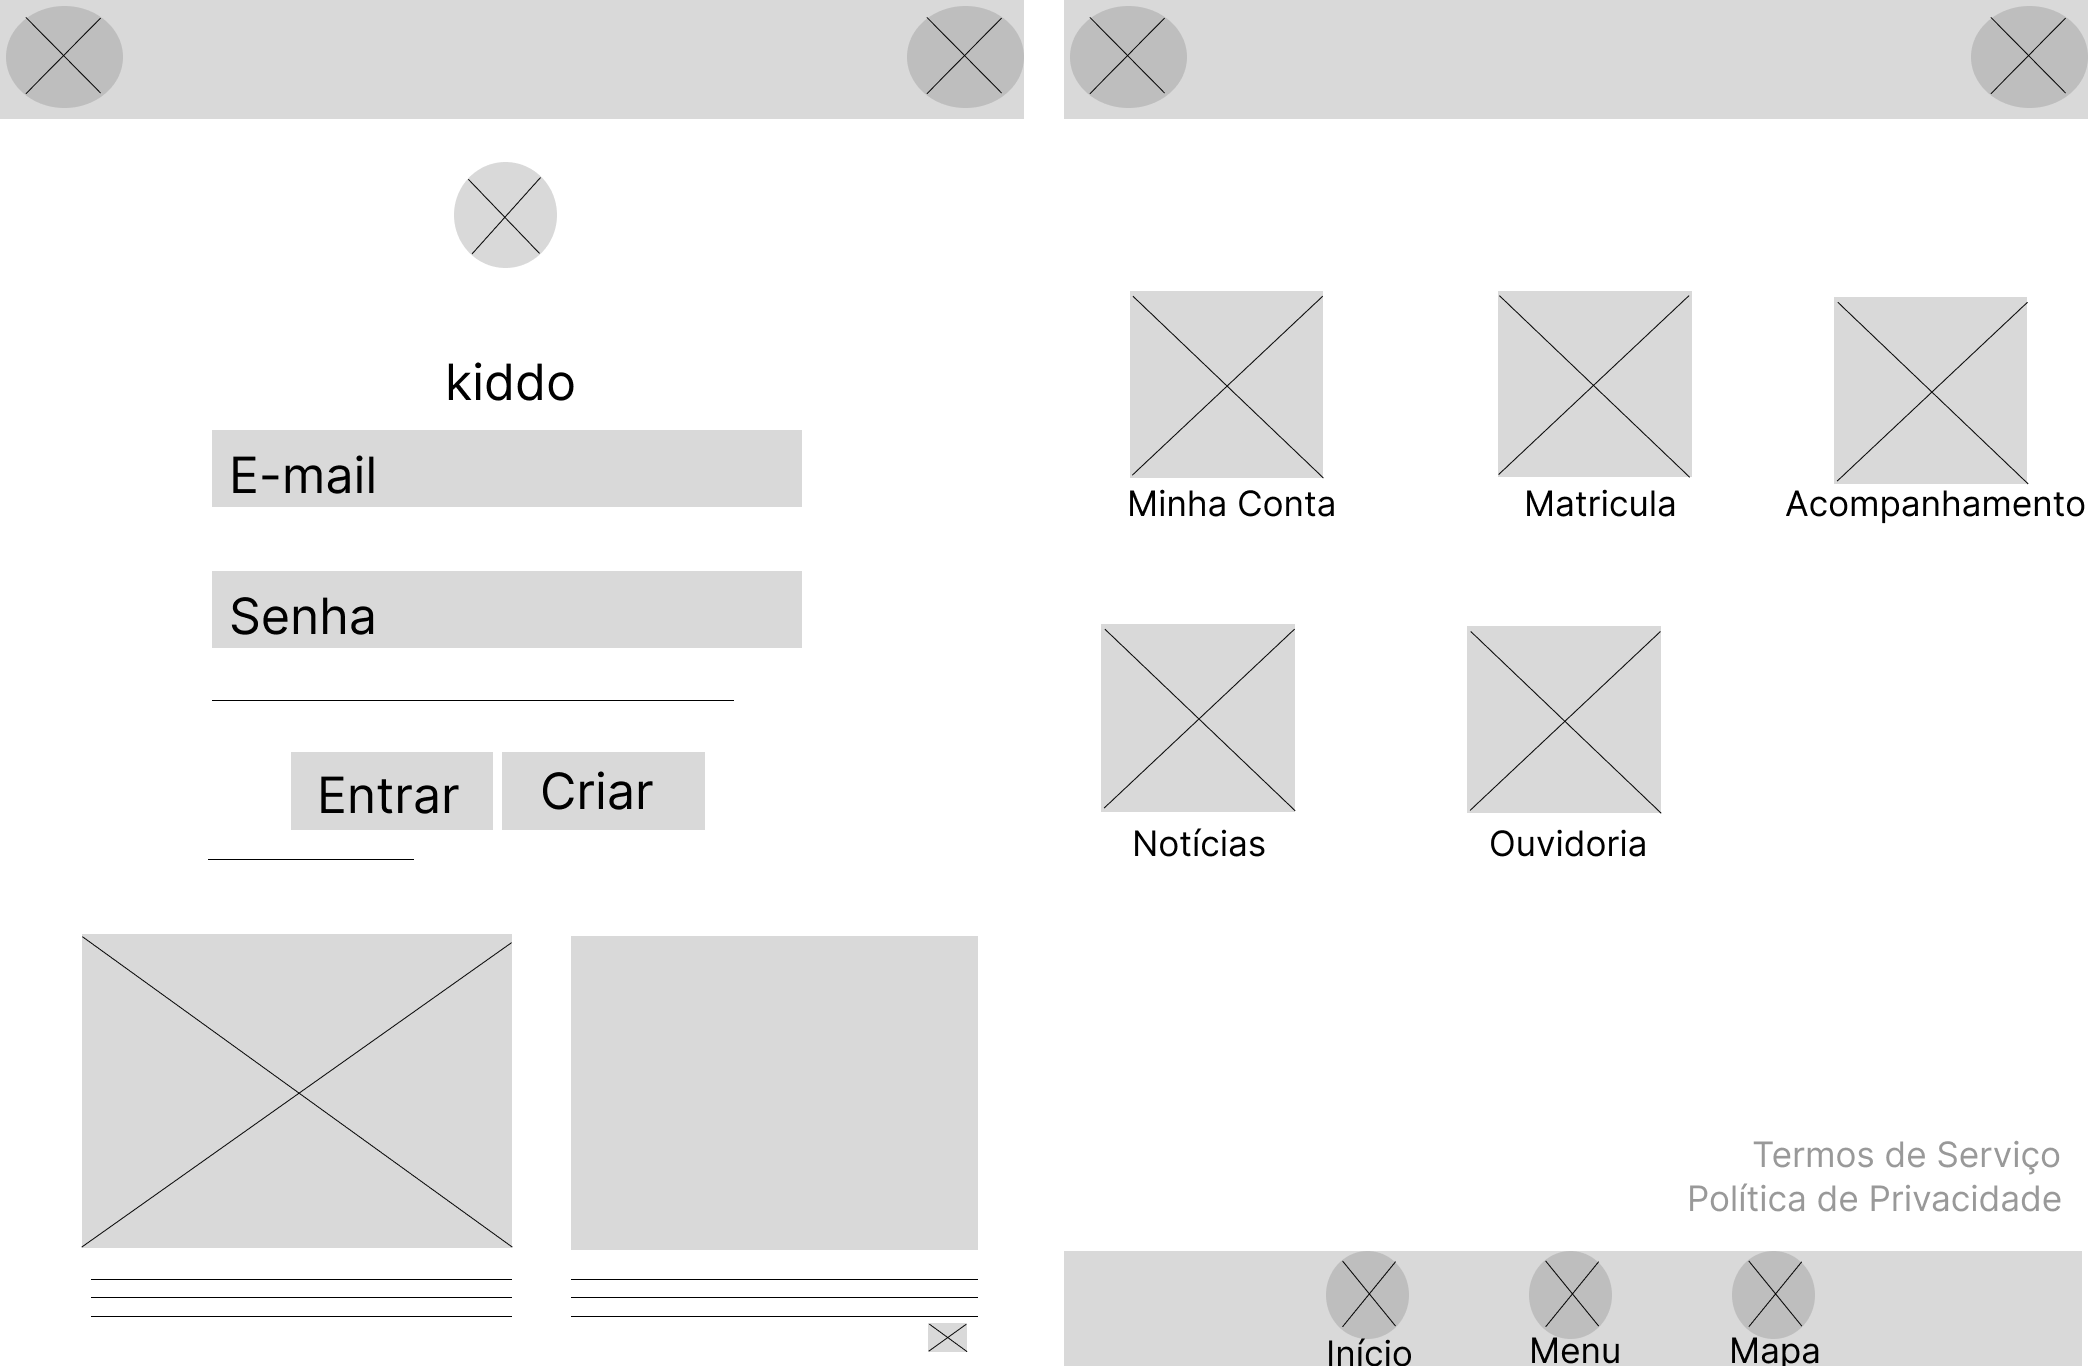 kiddo
E-mail
Senha
Entrar
Criar
Minha Conta
Matricula
Acompanhamento
Notícias
Ouvidoria
Termos de Serviço
Política de Privacidade
Início
Menu
Mapa